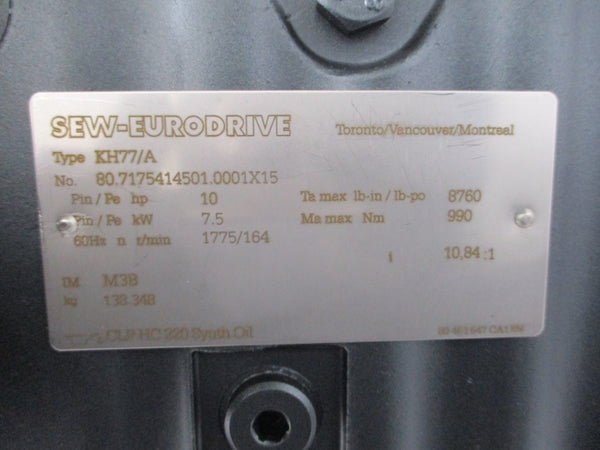 SEW-EURODRIVE Toronto/Vancouver/Montreal
Type KH77/A
No. 80.7175414501.0001X15
Pin / Pe hp 10 Ta max lb-in / lb-po 8760
Pin / Pe kW 7.5 Ma max Nm 990
60Hz n r/min 1775/164
i 10,84 :1
IM M3B
kg 138.348
CLP HC 220 Synth Oil